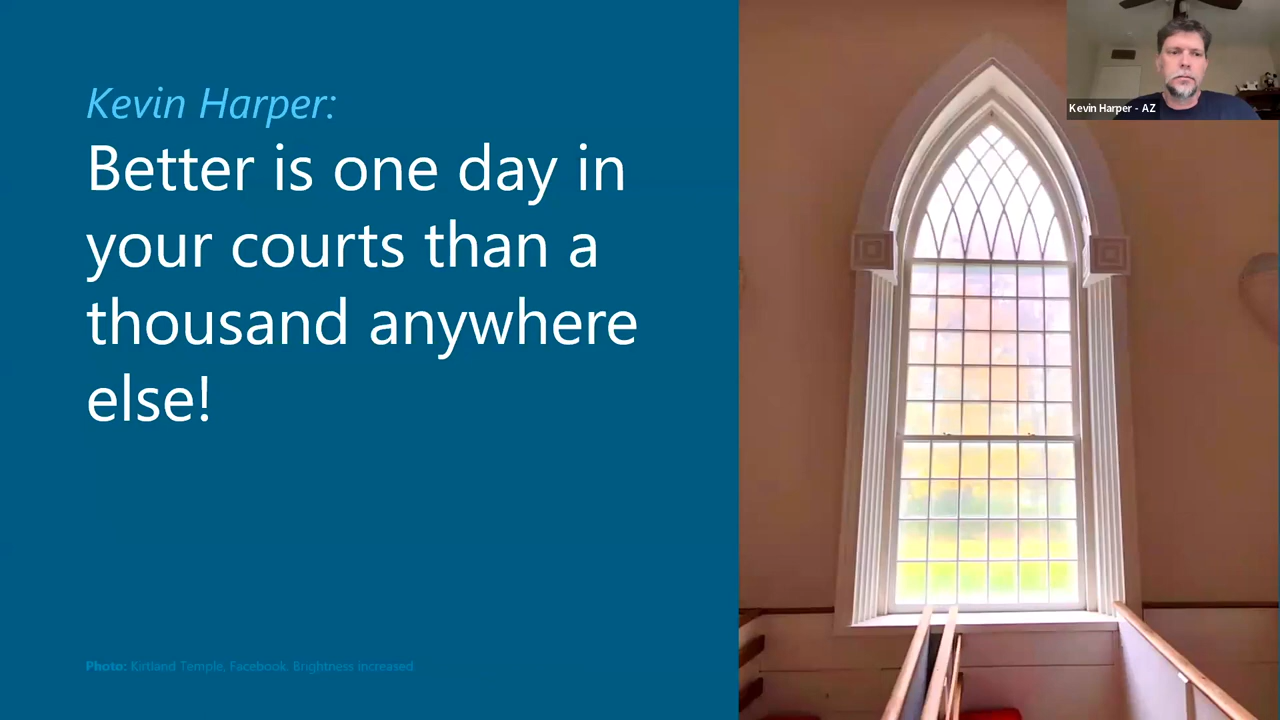 Kevin Harper:
Better is one day in
your courts than a
thousand anywhere
else!
Photo: Kirtland Temple, Facebook. Brightness increased
Kevin Harper - AZ